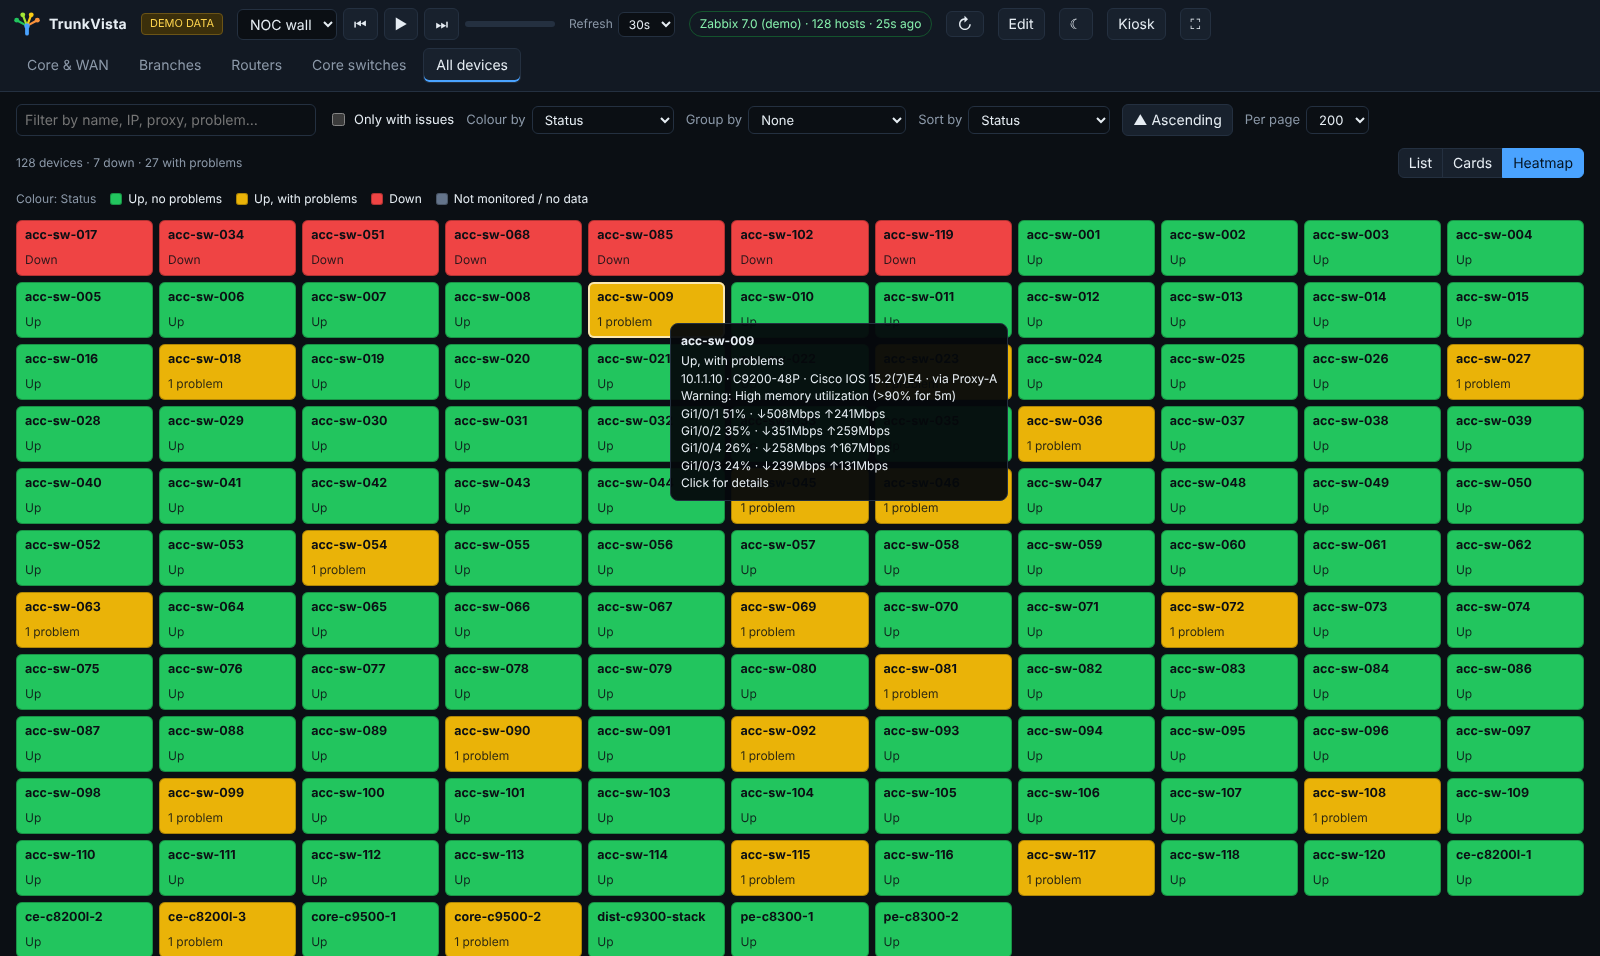 TrunkVista DEMO DATA NOC wall Refresh 30s Zabbix 7.0 (demo) · 128 hosts · 25s ago Edit Kiosk
Core & WAN Branches Routers Core switches All devices
Filter by name, IP, proxy, problem... Only with issues Colour by Status Group by None Sort by Status ▲ Ascending Per page 200
128 devices · 7 down · 27 with problems List Cards Heatmap
Colour: Status Up, no problems Up, with problems Down Not monitored / no data
acc-sw-017 acc-sw-034 acc-sw-051 acc-sw-068 acc-sw-085 acc-sw-102 acc-sw-119 acc-sw-001 acc-sw-002 acc-sw-003 acc-sw-004
Down Down Down Down Down Down Down Up Up Up Up
acc-sw-005 acc-sw-006 acc-sw-007 acc-sw-008 acc-sw-009 acc-sw-010 acc-sw-011 acc-sw-012 acc-sw-013 acc-sw-014 acc-sw-015
Up Up Up Up 1 problem Up Up Up Up Up Up
acc-sw-009
Up, with problems
10.1.1.10 · C9200-48P · Cisco IOS 15.2(7)E4 · via Proxy-A
Warning: High memory utilization (>90% for 5m)
Gi1/0/1 51% · ↓508Mbps ↑241Mbps
Gi1/0/2 35% · ↓351Mbps ↑259Mbps
Gi1/0/4 26% · ↓258Mbps ↑167Mbps
Gi1/0/3 24% · ↓239Mbps ↑131Mbps
Click for details
acc-sw-016 acc-sw-018 acc-sw-019 acc-sw-020 acc-sw-021 acc-sw-024 acc-sw-025 acc-sw-026 acc-sw-027
Up 1 problem Up Up Up Up Up Up 1 problem
acc-sw-028 acc-sw-029 acc-sw-030 acc-sw-031 acc-sw-032 acc-sw-036 acc-sw-037 acc-sw-038 acc-sw-039
Up Up Up Up Up 1 problem Up Up Up
acc-sw-040 acc-sw-041 acc-sw-042 acc-sw-043 acc-sw-044 acc-sw-045 acc-sw-046 acc-sw-047 acc-sw-048 acc-sw-049 acc-sw-050
Up Up Up Up Up 1 problem 1 problem Up Up Up Up
acc-sw-052 acc-sw-053 acc-sw-054 acc-sw-055 acc-sw-056 acc-sw-057 acc-sw-058 acc-sw-059 acc-sw-060 acc-sw-061 acc-sw-062
Up Up 1 problem Up Up Up Up Up Up Up Up
acc-sw-063 acc-sw-064 acc-sw-065 acc-sw-066 acc-sw-067 acc-sw-069 acc-sw-070 acc-sw-071 acc-sw-072 acc-sw-073 acc-sw-074
1 problem Up Up Up Up 1 problem Up Up 1 problem Up Up
acc-sw-075 acc-sw-076 acc-sw-077 acc-sw-078 acc-sw-079 acc-sw-080 acc-sw-081 acc-sw-082 acc-sw-083 acc-sw-084 acc-sw-086
Up Up Up Up Up Up 1 problem Up Up Up Up
acc-sw-087 acc-sw-088 acc-sw-089 acc-sw-090 acc-sw-091 acc-sw-092 acc-sw-093 acc-sw-094 acc-sw-095 acc-sw-096 acc-sw-097
Up Up Up 1 problem Up 1 problem Up Up Up Up Up
acc-sw-098 acc-sw-099 acc-sw-100 acc-sw-101 acc-sw-103 acc-sw-104 acc-sw-105 acc-sw-106 acc-sw-107 acc-sw-108 acc-sw-109
Up 1 problem Up Up Up Up Up Up Up 1 problem Up
acc-sw-110 acc-sw-111 acc-sw-112 acc-sw-113 acc-sw-114 acc-sw-115 acc-sw-116 acc-sw-117 acc-sw-118 acc-sw-120 ce-c8200l-1
Up Up Up Up Up 1 problem Up 1 problem Up Up Up
ce-c8200l-2 ce-c8200l-3 core-c9500-1 core-c9500-2 dist-c9300-stack pe-c8300-1 pe-c8300-2
Up 1 problem Up 1 problem Up Up Up